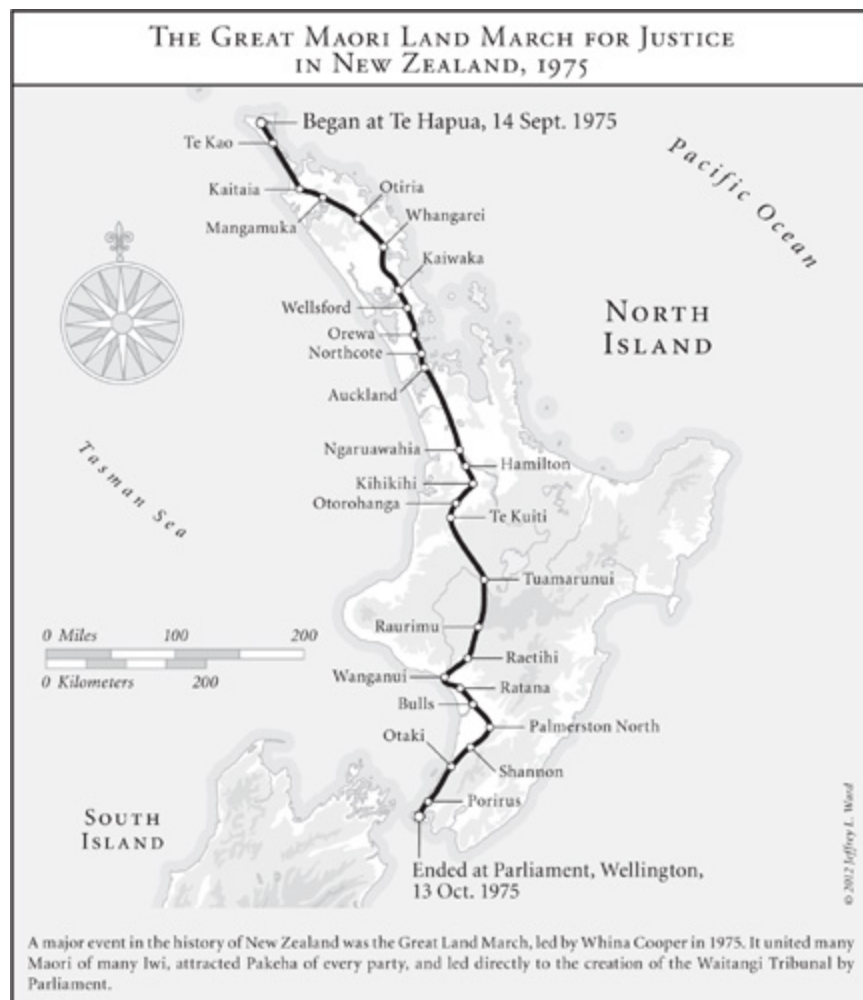 The Great Maori Land March for Justice
in New Zealand, 1975
Began at Te Hapua, 14 Sept. 1975
Te Kao
Pacific Ocean
Kaitaia
Otiria
Mangamuka
Whangarei
Kaiwaka
Wellsford
North
Island
Orewa
Northcote
Auckland
Tasman Sea
Ngaruawahia
Hamilton
Kihikihi
Otorohanga
Te Kuiti
Tuamarunui
0 Miles 100 200
0 Kilometers 200
Raurimu
Raetihi
Wanganui
Ratana
Bulls
Palmerston North
Otaki
Shannon
Porirus
South
Island
Ended at Parliament, Wellington,
13 Oct. 1975
© 2012 Jeffrey L. Ward
A major event in the history of New Zealand was the Great Land March, led by Whina Cooper in 1975. It united many
Maori of many Iwi, attracted Pakeha of every party, and led directly to the creation of the Waitangi Tribunal by
Parliament.